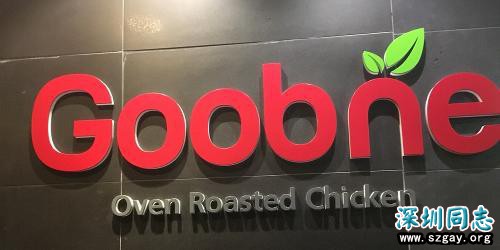 Goobne
Oven Roasted Chicken
深圳同志
www.szgay.org